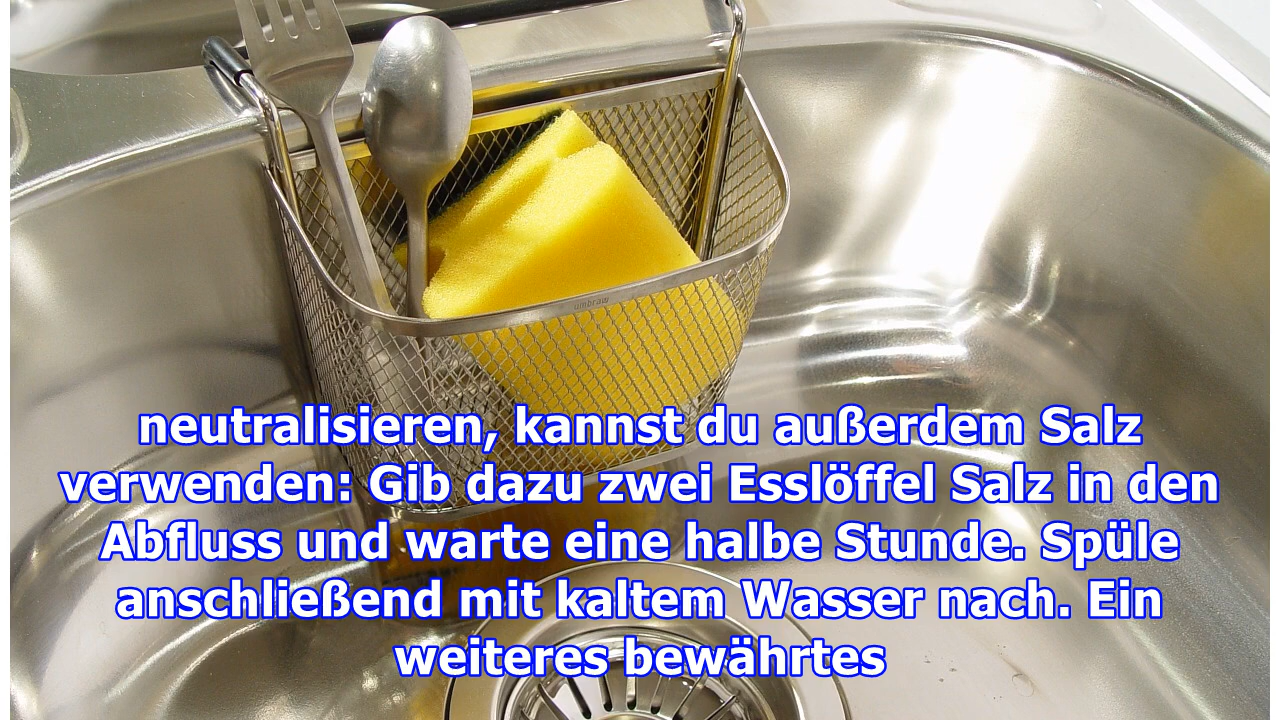 umbraw
neutralisieren, kannst du außerdem Salz
verwenden: Gib dazu zwei Esslöffel Salz in den
Abfluss und warte eine halbe Stunde. Spüle
anschließend mit kaltem Wasser nach. Ein
weiteres bewährtes